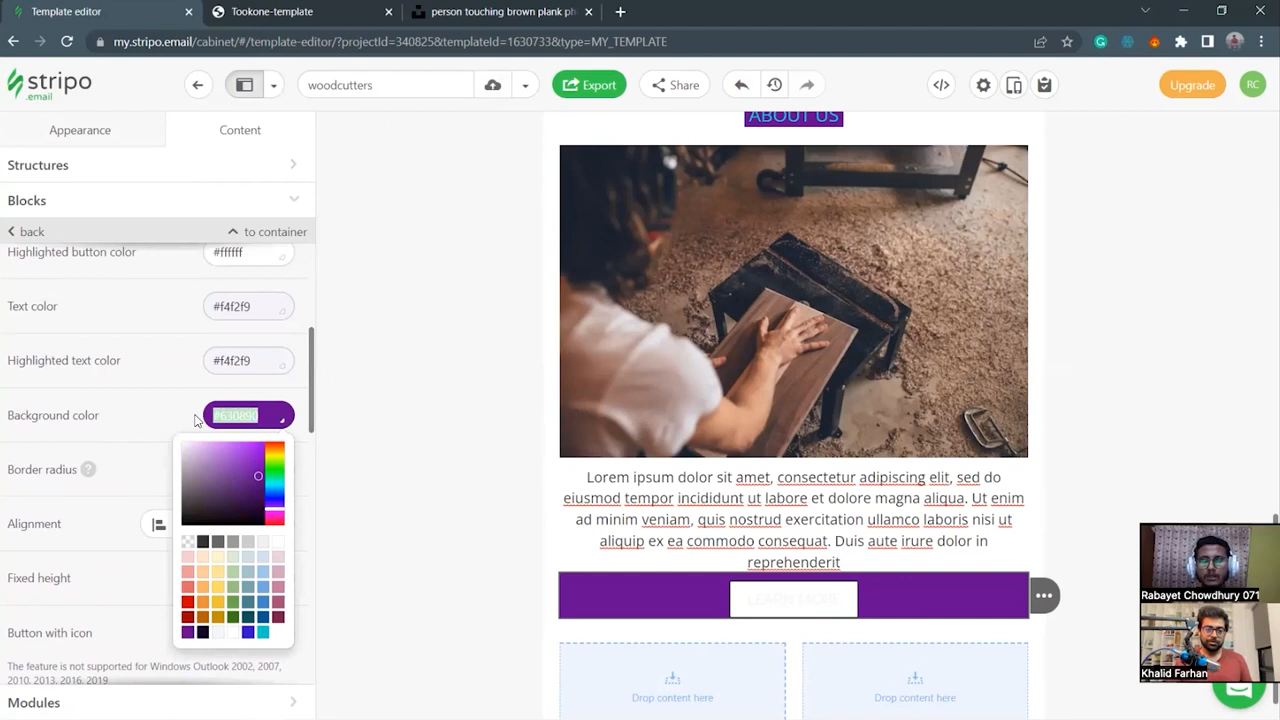 Template editor
Tookone-template
person touching brown plank ph
my.stripo.email/cabinet/#/template-editor/?projectId=340825&templateId=1630733&type=MY_TEMPLATE
stripo
.email
woodcutters
Export
Share
Upgrade
RC
Appearance
Content
Structures
Blocks
back
to container
Highlighted button color
#ffffff
Text color
#f4f2f9
Highlighted text color
#f4f2f9
Background color
Border radius
Alignment
Fixed height
Button with icon
The feature is not supported for Windows Outlook 2002, 2007,
2010, 2013, 2016, 2019
Modules
ABOUT US
Lorem ipsum dolor sit amet, consectetur adipiscing elit, sed do
eiusmod tempor incididunt ut labore et dolore magna aliqua. Ut enim
ad minim veniam, quis nostrud exercitation ullamco laboris nisi ut
aliquip ex ea commodo consequat. Duis aute irure dolor in
reprehenderit
LEARN MORE
Drop content here
Drop content here
Rabayet Chowdhury 071
Khalid Farhan